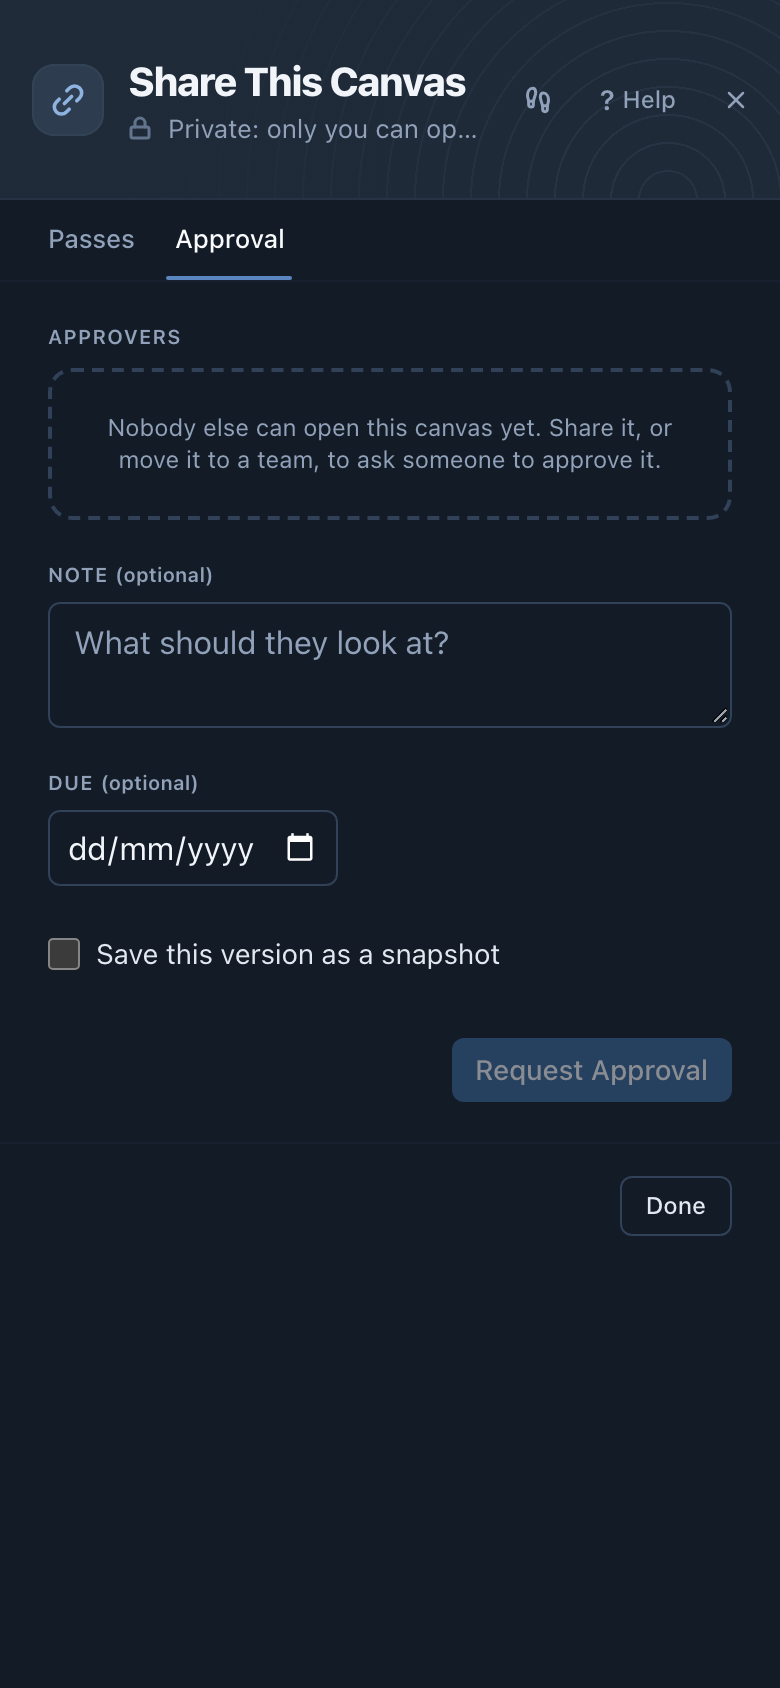 Share This Canvas
Private: only you can op...
? Help
Passes
Approval
APPROVERS
Nobody else can open this canvas yet. Share it, or
move it to a team, to ask someone to approve it.
NOTE (optional)
What should they look at?
DUE (optional)
dd/mm/yyyy
Save this version as a snapshot
Request Approval
Done